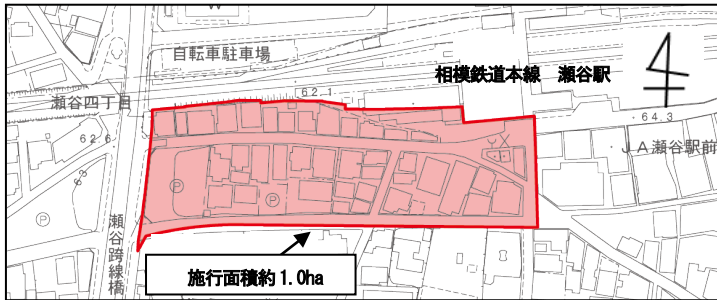 自転車駐車場
相模鉄道本線　瀬谷駅
瀬谷四丁目
62.1
64.3
62.6
JA瀬谷駅前
63
P
P
P
瀬谷跨線橋
施行面積約1.0ha